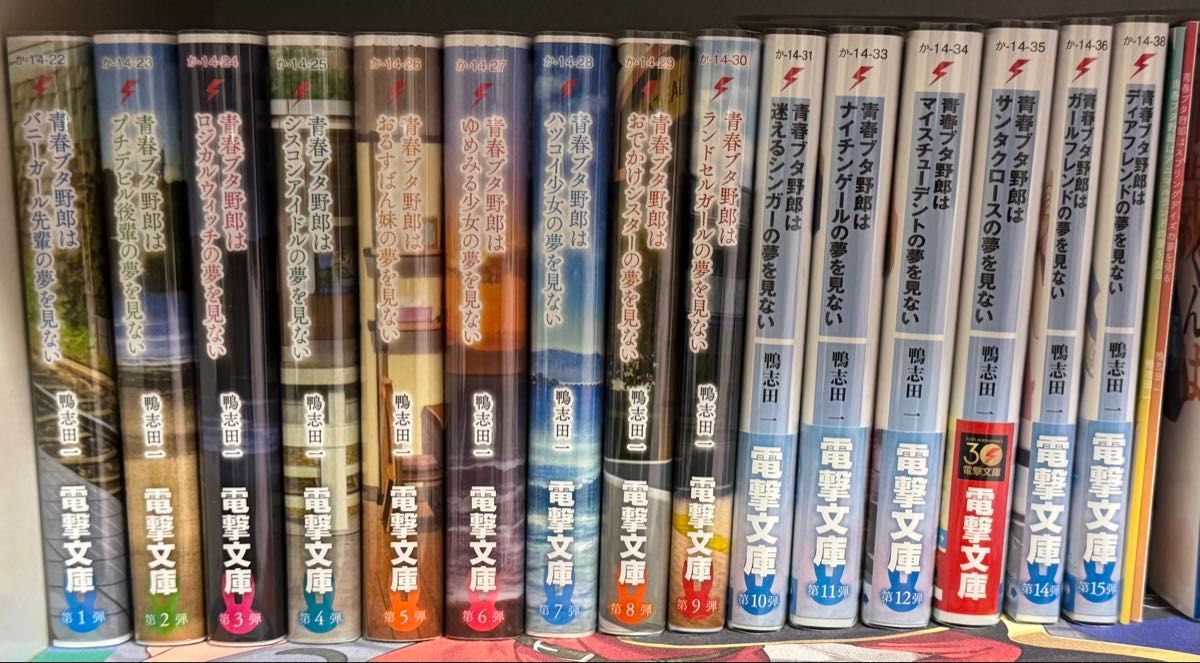 か-14-22
青春ブタ野郎は
バニーガール先輩の夢を見ない
鴨志田 一
電撃文庫
第1弾
か-14-23
青春ブタ野郎は
プチデビル後輩の夢を見ない
鴨志田 一
電撃文庫
第2弾
か-14-24
青春ブタ野郎は
ロジカルウィッチの夢を見ない
鴨志田 一
電撃文庫
第3弾
か-14-25
青春ブタ野郎は
シスコンアイドルの夢を見ない
鴨志田 一
電撃文庫
第4弾
か-14-26
青春ブタ野郎は
おるすばん妹の夢を見ない
鴨志田 一
電撃文庫
第5弾
か-14-27
青春ブタ野郎は
ゆめみる少女の夢を見ない
鴨志田 一
電撃文庫
第6弾
か-14-28
青春ブタ野郎は
ハツコイ少女の夢を見ない
鴨志田 一
電撃文庫
第7弾
か-14-29
青春ブタ野郎は
おでかけシスターの夢を見ない
鴨志田 一
電撃文庫
第8弾
か-14-30
青春ブタ野郎は
ランドセルガールの夢を見ない
鴨志田 一
電撃文庫
第9弾
か-14-31
青春ブタ野郎は
迷えるシンガーの夢を見ない
鴨志田 一
電撃文庫
第10弾
か-14-33
青春ブタ野郎は
ナイチンゲールの夢を見ない
鴨志田 一
電撃文庫
第11弾
か-14-34
青春ブタ野郎は
マイスチューデントの夢を見ない
鴨志田 一
電撃文庫
第12弾
か-14-35
青春ブタ野郎は
サンタクロースの夢を見ない
鴨志田 一
30
電撃文庫
電撃文庫
か-14-36
青春ブタ野郎は
ガールフレンドの夢を見ない
鴨志田 一
電撃文庫
第14弾
か-14-38
青春ブタ野郎は
ディアフレンドの夢を見ない
鴨志田 一
電撃文庫
第15弾